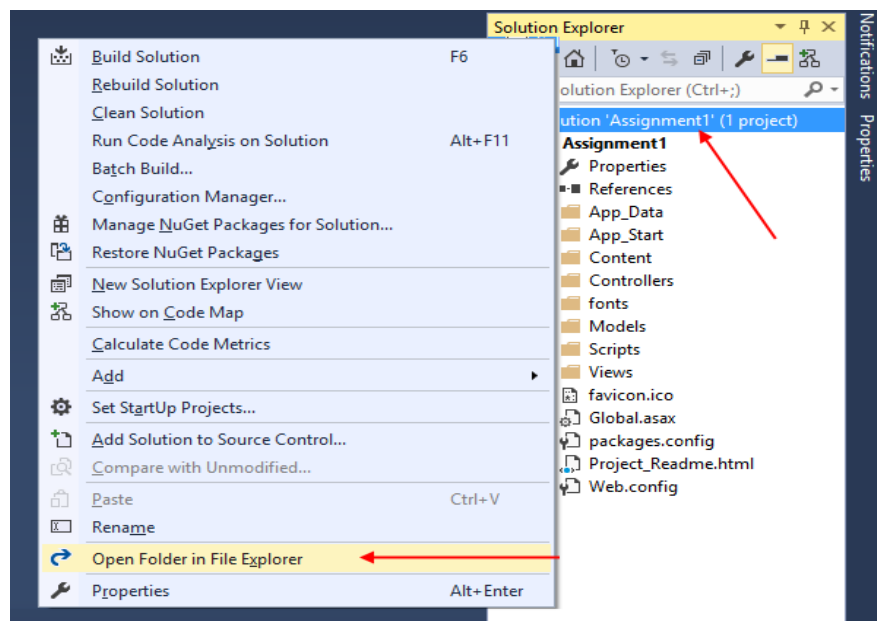 Solution Explorer
Notifications
Properties
olution Explorer (Ctrl+;)
ution 'Assignment1' (1 project)
Assignment1
Properties
References
App_Data
App_Start
Content
Controllers
fonts
Models
Scripts
Views
favicon.ico
Global.asax
packages.config
Project_Readme.html
Web.config
Build Solution F6
Rebuild Solution
Clean Solution
Run Code Analysis on Solution Alt+F11
Batch Build...
Configuration Manager...
Manage NuGet Packages for Solution...
Restore NuGet Packages
New Solution Explorer View
Show on Code Map
Calculate Code Metrics
Add
Set StartUp Projects...
Add Solution to Source Control...
Compare with Unmodified...
Paste Ctrl+V
Rename
Open Folder in File Explorer
Properties Alt+Enter